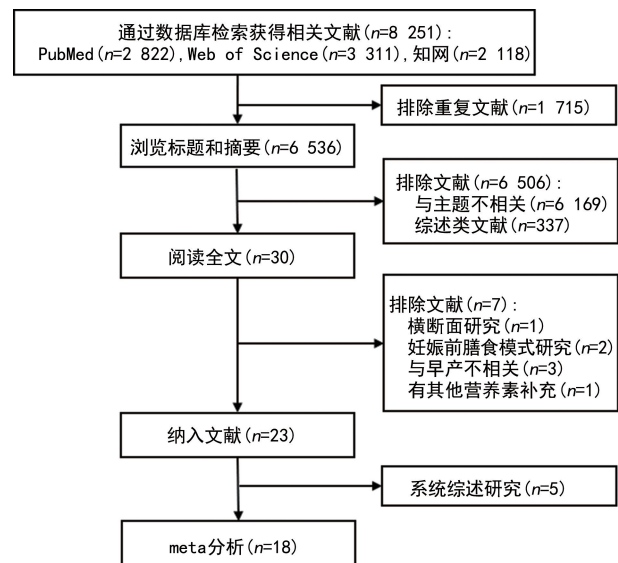 通过数据库检索获得相关文献(n=8 251):
PubMed(n=2 822),Web of Science(n=3 311),知网(n=2 118)
排除重复文献(n=1 715)
浏览标题和摘要(n=6 536)
排除文献(n=6 506):
与主题不相关(n=6 169)
综述类文献(n=337)
阅读全文(n=30)
排除文献(n=7):
横断面研究(n=1)
妊娠前膳食模式研究(n=2)
与早产不相关(n=3)
有其他营养素补充(n=1)
纳入文献(n=23)
系统综述研究(n=5)
meta分析(n=18)